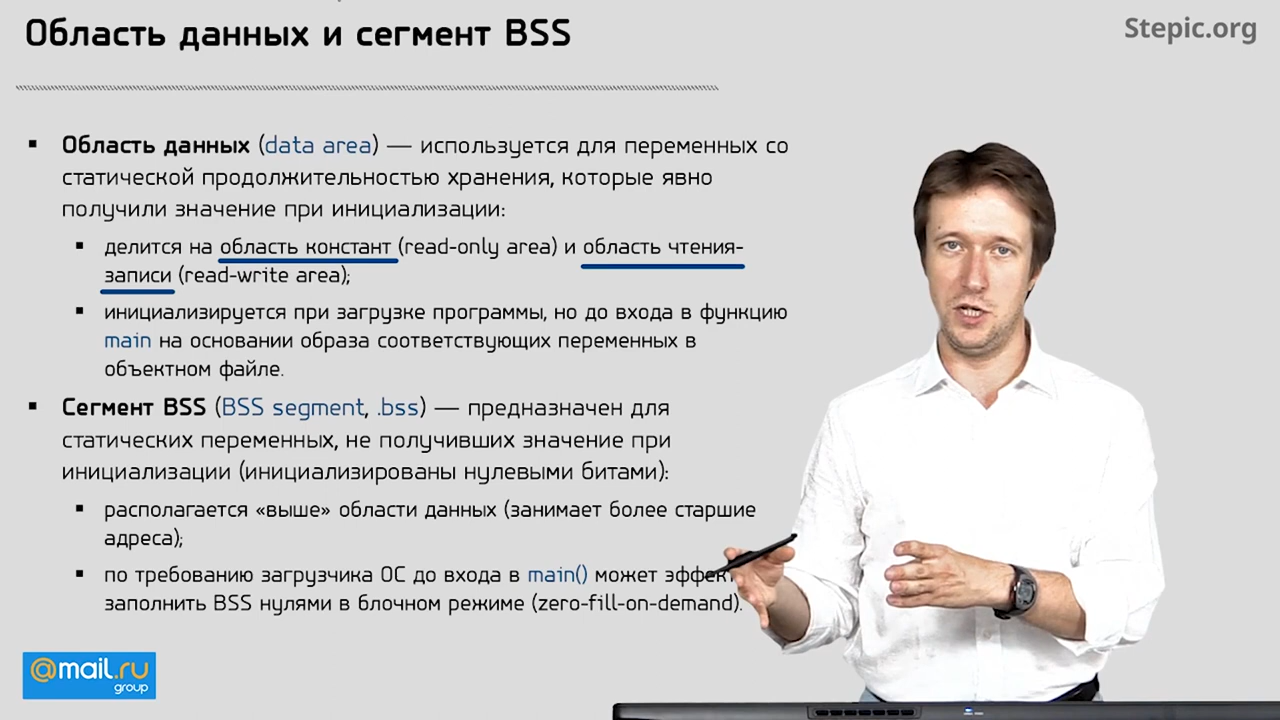 Область данных и сегмент BSS
Stepic.org
▪ Область данных (data area) — используется для переменных со
статической продолжительностью хранения, которые явно
получили значение при инициализации:
▪ делится на область констант (read-only area) и область чтения-
записи (read-write area);
▪ инициализируется при загрузке программы, но до входа в функцию
main на основании образа соответствующих переменных в
объектном файле.
▪ Сегмент BSS (BSS segment, .bss) — предназначен для
статических переменных, не получивших значение при
инициализации (инициализированы нулевыми битами):
▪ располагается «выше» области данных (занимает более старшие
адреса);
▪ по требованию загрузчика ОС до входа в main() может
заполнить BSS нулями в блочном режиме (zero-fill-on-demand).
@mail.ru
group